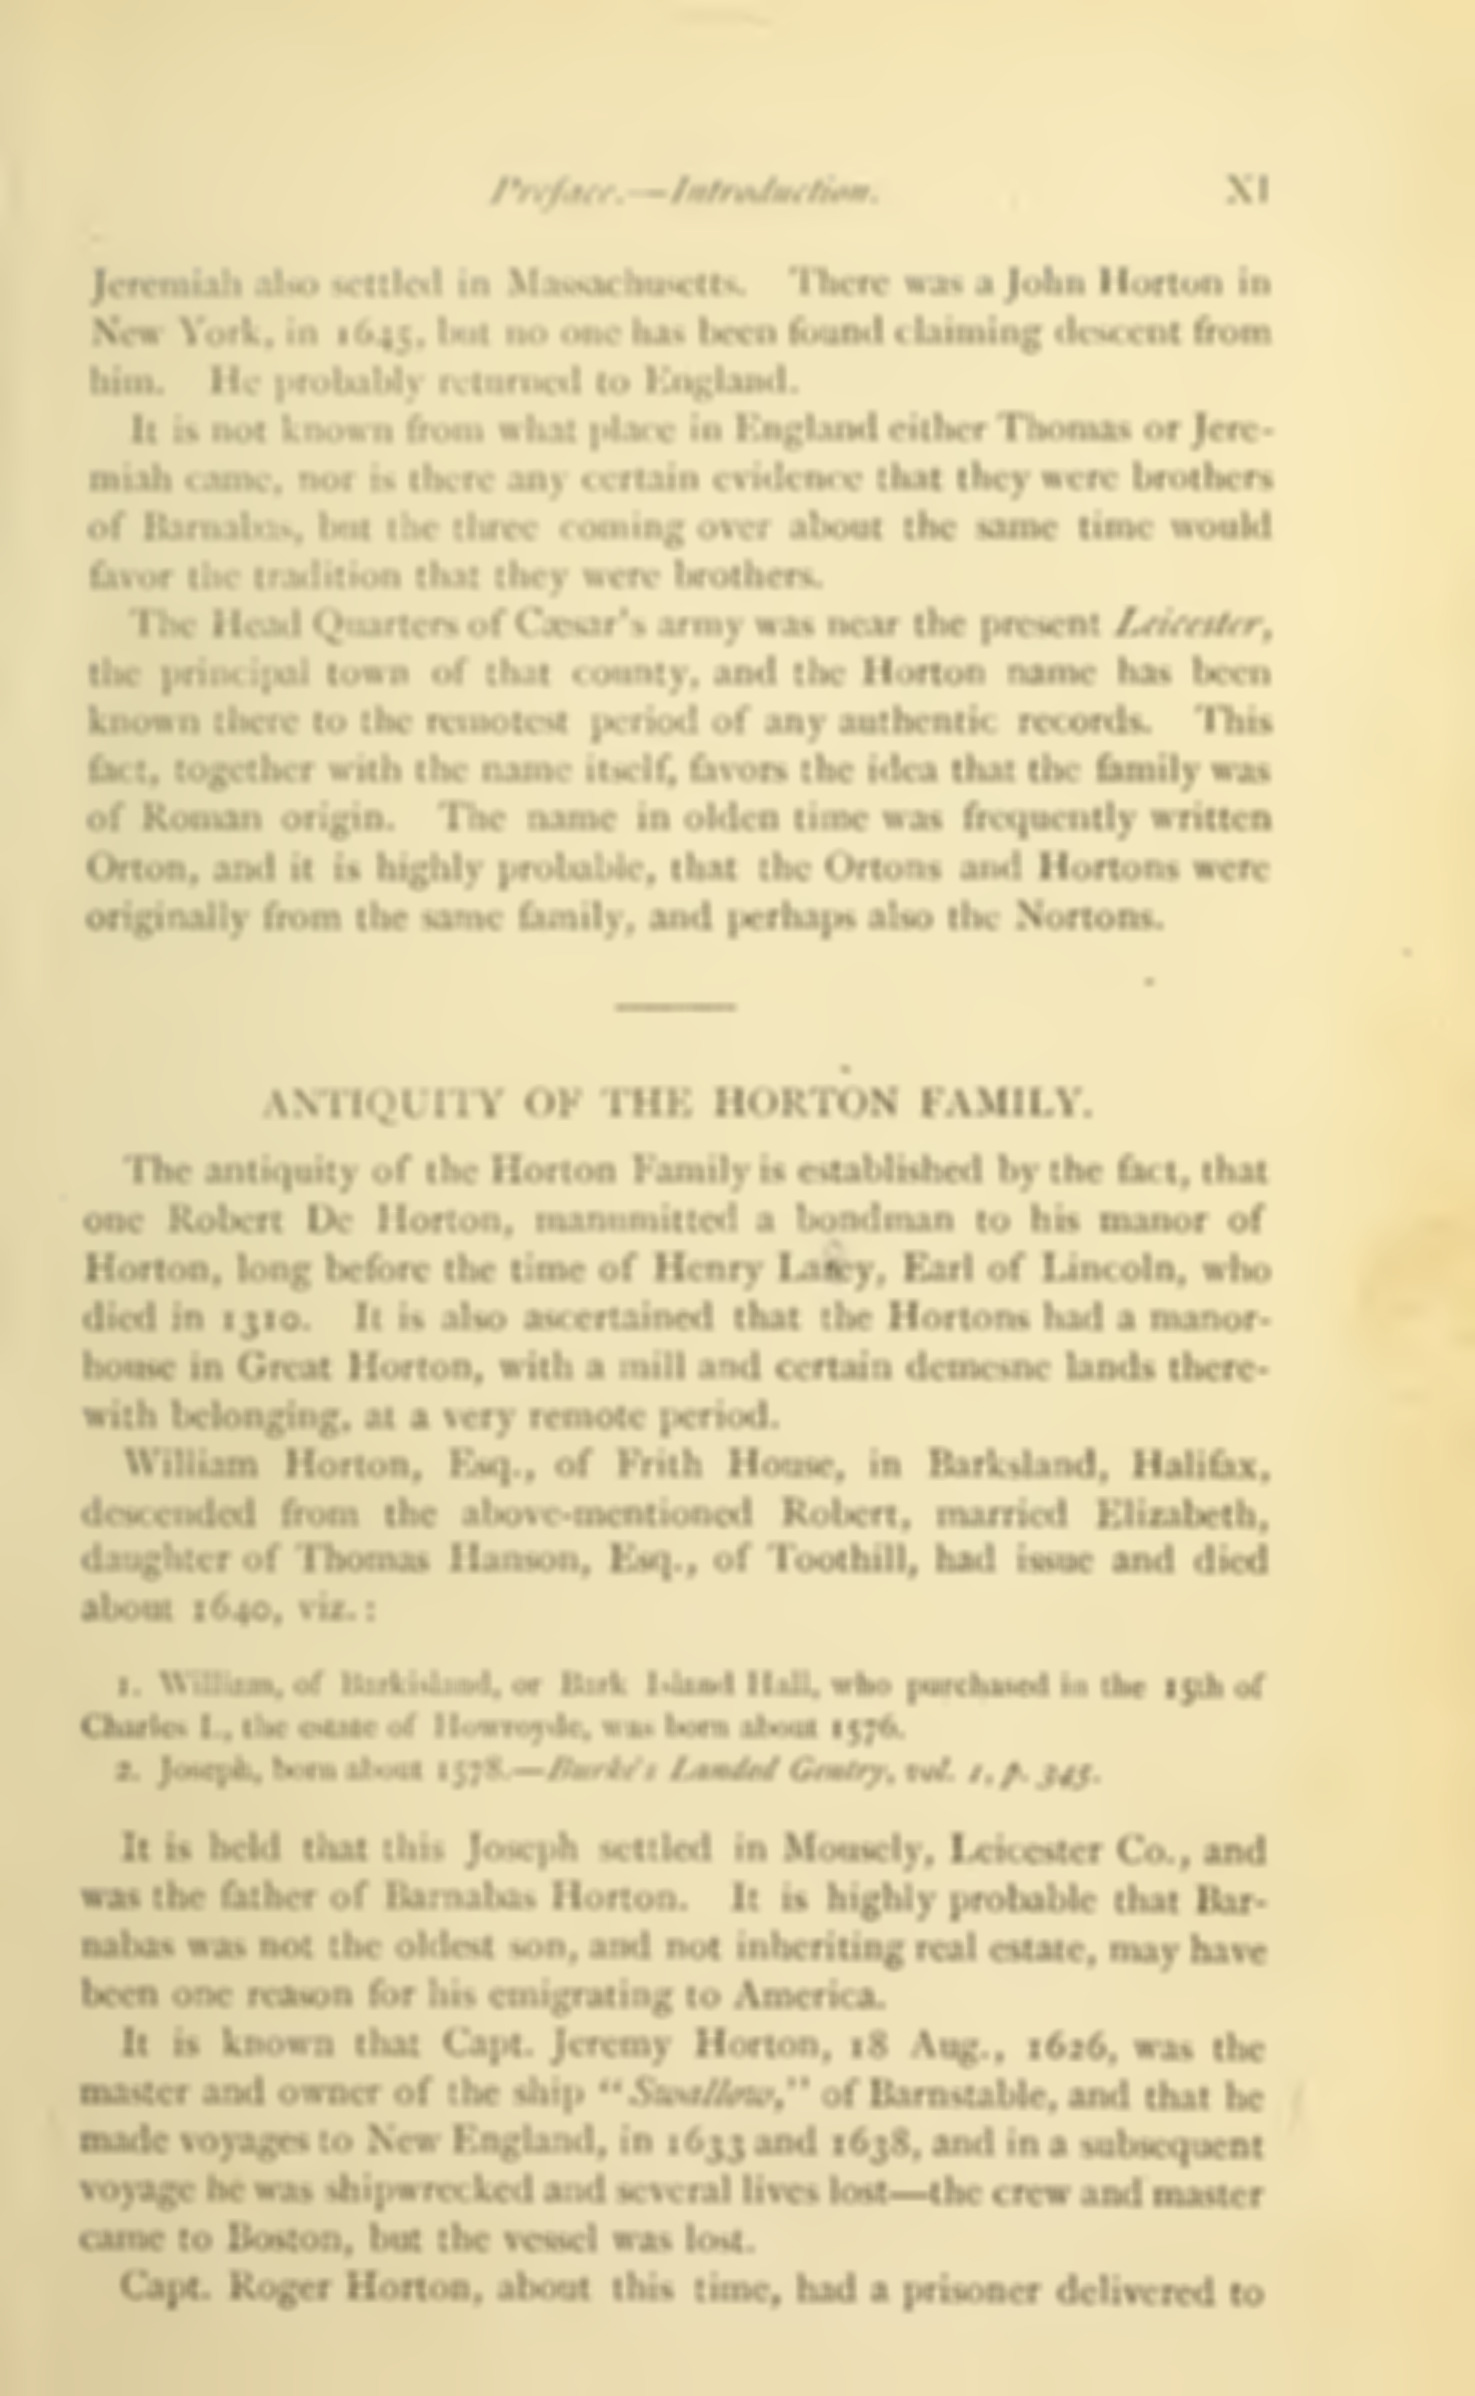 Preface.—Introduction. XI
Jeremiah also settled in Massachusetts. There was a John Horton in
New York, in 1645, but no one has been found claiming descent from
him. He probably returned to England.
It is not known from what place in England either Thomas or Jere-
miah came, nor is there any certain evidence that they were brothers
of Barnabas, but the three coming over about the same time would
favor the tradition that they were brothers.
The Head Quarters of Cæsar's army was near the present Leicester,
the principal town of that county, and the Horton name has been
known there to the remotest period of any authentic records. This
fact, together with the name itself, favors the idea that the family was
of Roman origin. The name in olden time was frequently written
Orton, and it is highly probable, that the Ortons and Hortons were
originally from the same family, and perhaps also the Nortons.
ANTIQUITY OF THE HORTON FAMILY.
The antiquity of the Horton Family is established by the fact, that
one Robert De Horton, manumitted a bondman to his manor of
Horton, long before the time of Henry Laney, Earl of Lincoln, who
died in 1310. It is also ascertained that the Hortons had a manor-
house in Great Horton, with a mill and certain demesne lands there-
with belonging, at a very remote period.
William Horton, Esq., of Frith House, in Barksland, Halifax,
descended from the above-mentioned Robert, married Elizabeth,
daughter of Thomas Hanson, Esq., of Toothill, had issue and died
about 1640, viz.:
1. William, of Barkisland, or Bark Island Hall, who purchased in the 15th of
Charles I., the estate of Howroyde, was born about 1576.
2. Joseph, born about 1578.—Burke's Landed Gentry, vol. 1, p. 345.
It is held that this Joseph settled in Mousely, Leicester Co., and
was the father of Barnabas Horton. It is highly probable that Bar-
nabas was not the oldest son, and not inheriting real estate, may have
been one reason for his emigrating to America.
It is known that Capt. Jeremy Horton, 18 Aug., 1626, was the
master and owner of the ship "Swallow," of Barnstable, and that he
made voyages to New England, in 1633 and 1638, and in a subsequent
voyage he was shipwrecked and several lives lost—the crew and master
came to Boston, but the vessel was lost.
Capt. Roger Horton, about this time, had a prisoner delivered to